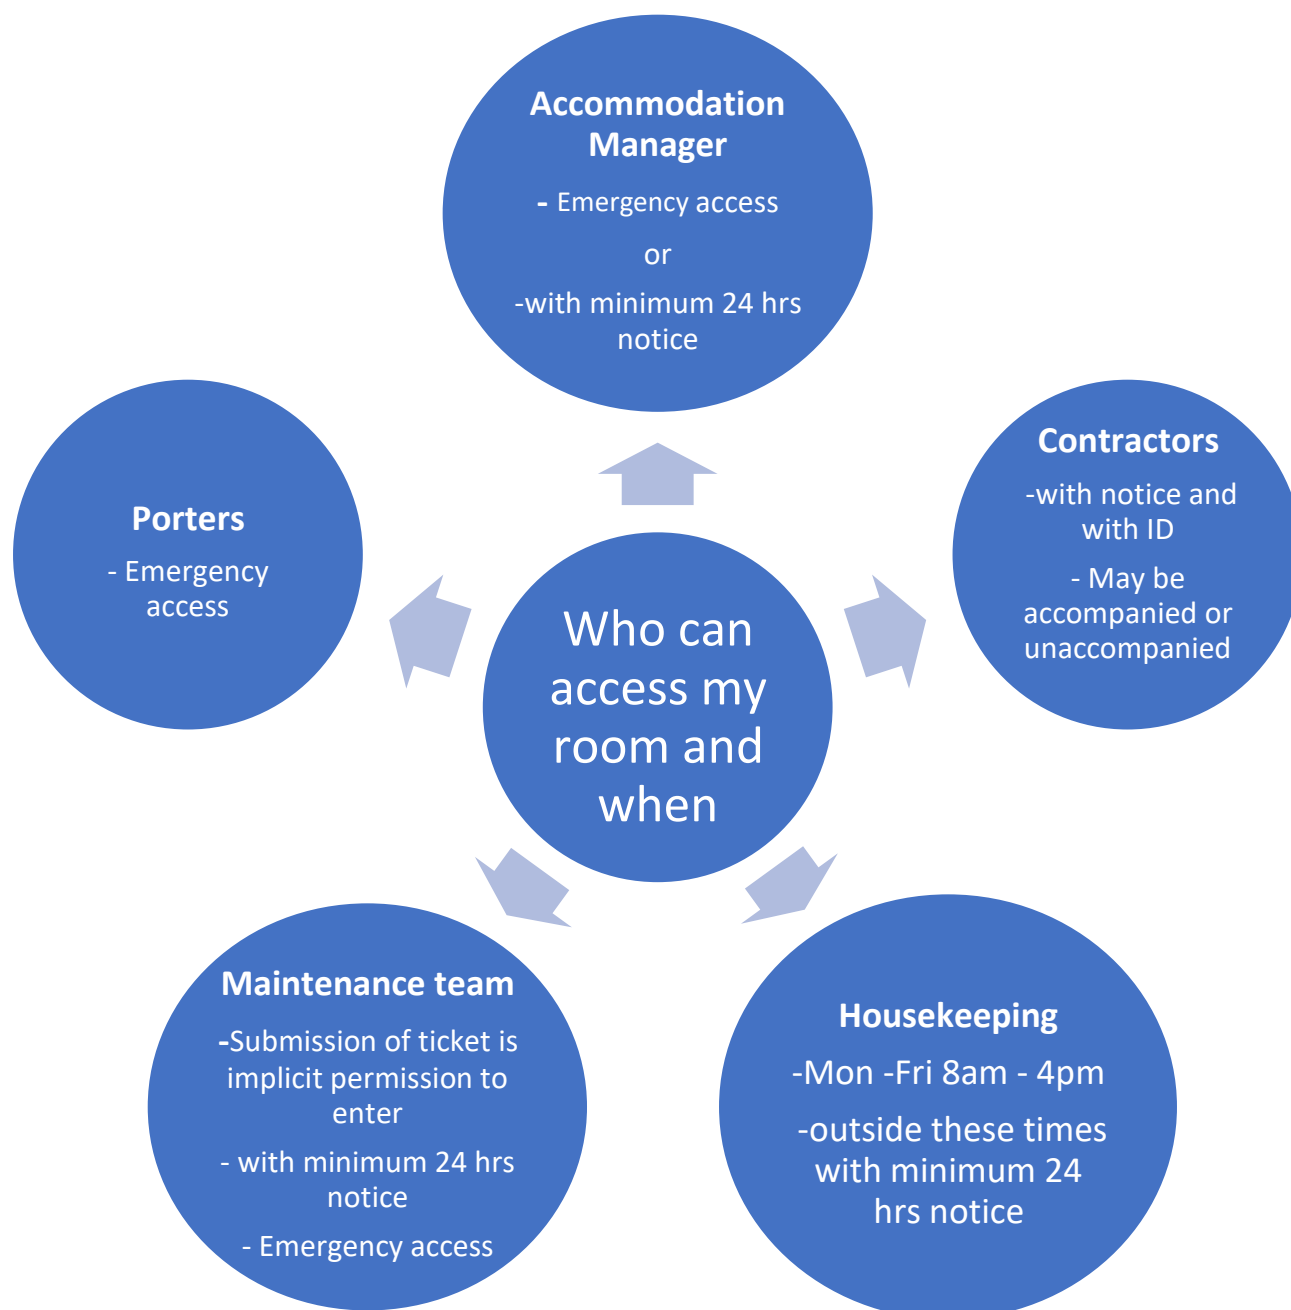 Accommodation
Manager
- Emergency access
or
-with minimum 24 hrs
notice
Contractors
-with notice and
with ID
- May be
accompanied or
unaccompanied
Porters
- Emergency
access
Who can
access my
room and
when
Maintenance team
-Submission of ticket is
implicit permission to
enter
- with minimum 24 hrs
notice
- Emergency access
Housekeeping
-Mon -Fri 8am - 4pm
-outside these times
with minimum 24
hrs notice